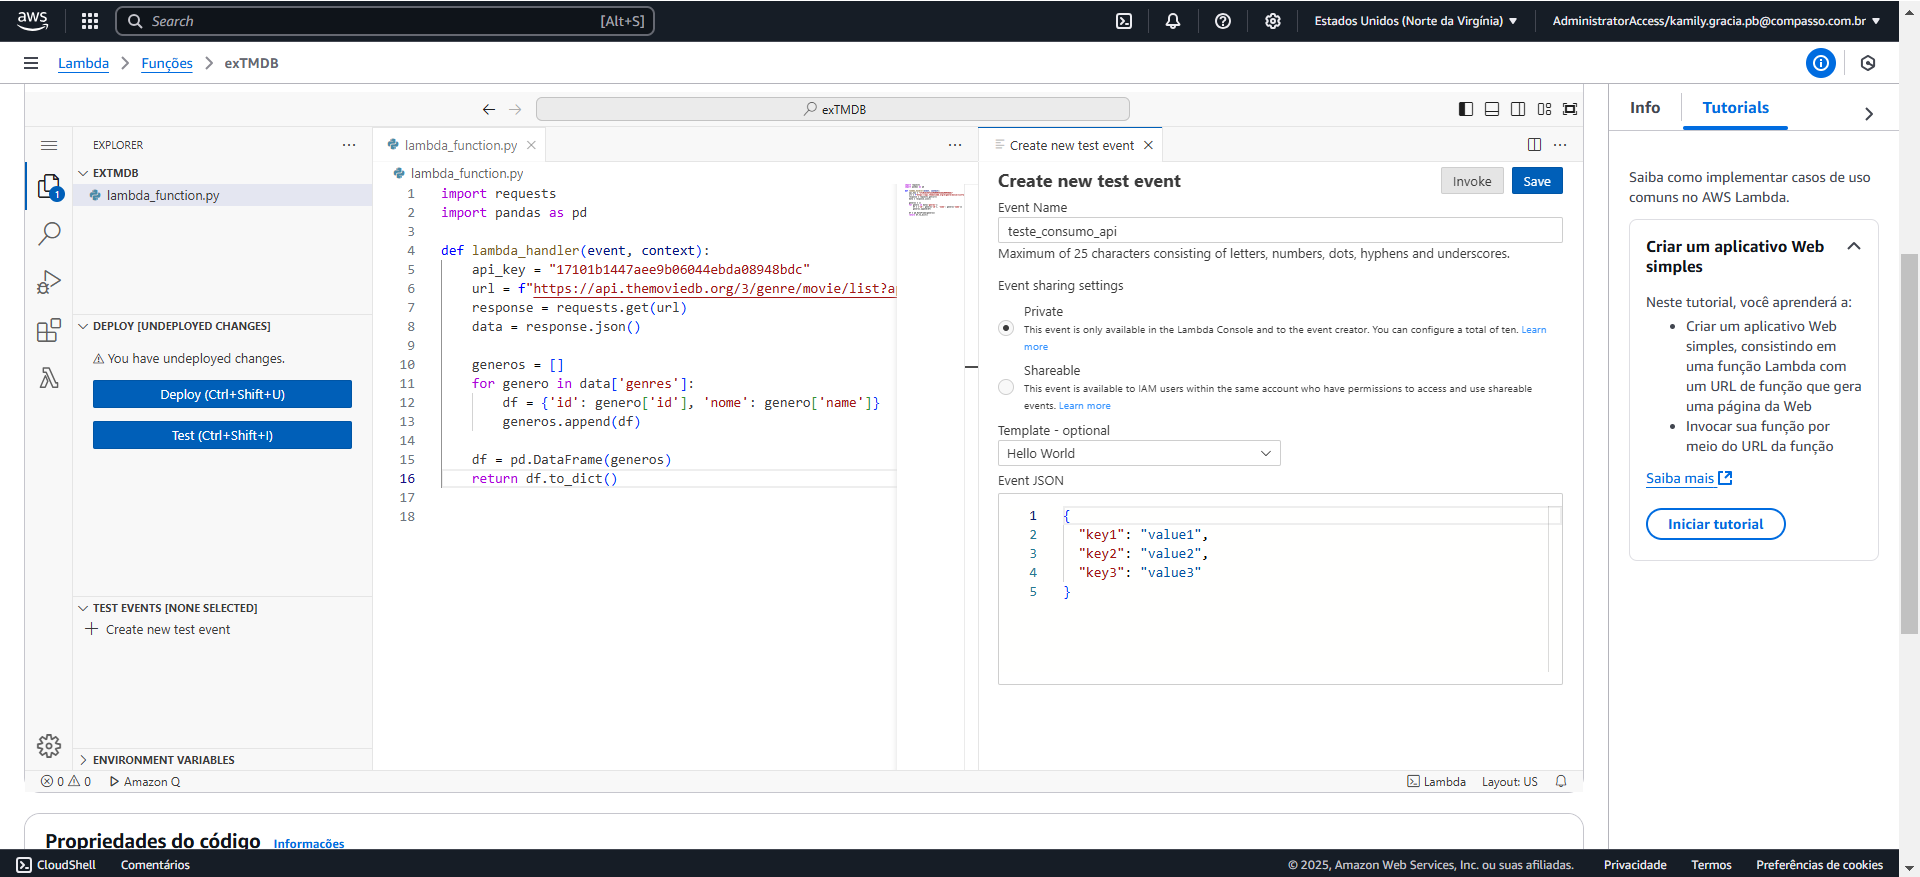 aws
Search
[Alt+S]
Estados Unidos (Norte da Virgínia)
AdministratorAccess/kamily.gracia.pb@compasso.com.br
Lambda
Funções
exTMDB
exTMDB
EXPLORER
EXTMDB
lambda_function.py
1
DEPLOY [UNDEPLOYED CHANGES]
You have undeployed changes.
Deploy (Ctrl+Shift+U)
Test (Ctrl+Shift+I)
TEST EVENTS [NONE SELECTED]
Create new test event
ENVIRONMENT VARIABLES
lambda_function.py
lambda_function.py
1 import requests
2 import pandas as pd
3
4 def lambda_handler(event, context):
5 api_key = "17101b1447aee9b06044ebda08948bdc"
6 url = f"https://api.themoviedb.org/3/genre/movie/list?a
7 response = requests.get(url)
8 data = response.json()
9
10 generos = []
11 for genero in data['genres']:
12 df = {'id': genero['id'], 'nome': genero['name']}
13 generos.append(df)
14
15 df = pd.DataFrame(generos)
16 return df.to_dict()
17
18
Create new test event
Create new test event
Invoke
Save
Event Name
teste_consumo_api
Maximum of 25 characters consisting of letters, numbers, dots, hyphens and underscores.
Event sharing settings
Private
This event is only available in the Lambda Console and to the event creator. You can configure a total of ten. Learn
more
Shareable
This event is available to IAM users within the same account who have permissions to access and use shareable
events. Learn more
Template - optional
Hello World
Event JSON
1 {
2 "key1": "value1",
3 "key2": "value2",
4 "key3": "value3"
5 }
0 0 Amazon Q
Lambda
Layout: US
Info
Tutorials
Saiba como implementar casos de uso
comuns no AWS Lambda.
Criar um aplicativo Web
simples
Neste tutorial, você aprenderá a:
• Criar um aplicativo Web
simples, consistindo em
uma função Lambda com
um URL de função que gera
uma página da Web
• Invocar sua função por
meio do URL da função
Saiba mais
Iniciar tutorial
Propriedades do código
Informações
CloudShell
Comentários
© 2025, Amazon Web Services, Inc. ou suas afiliadas.
Privacidade
Termos
Preferências de cookies